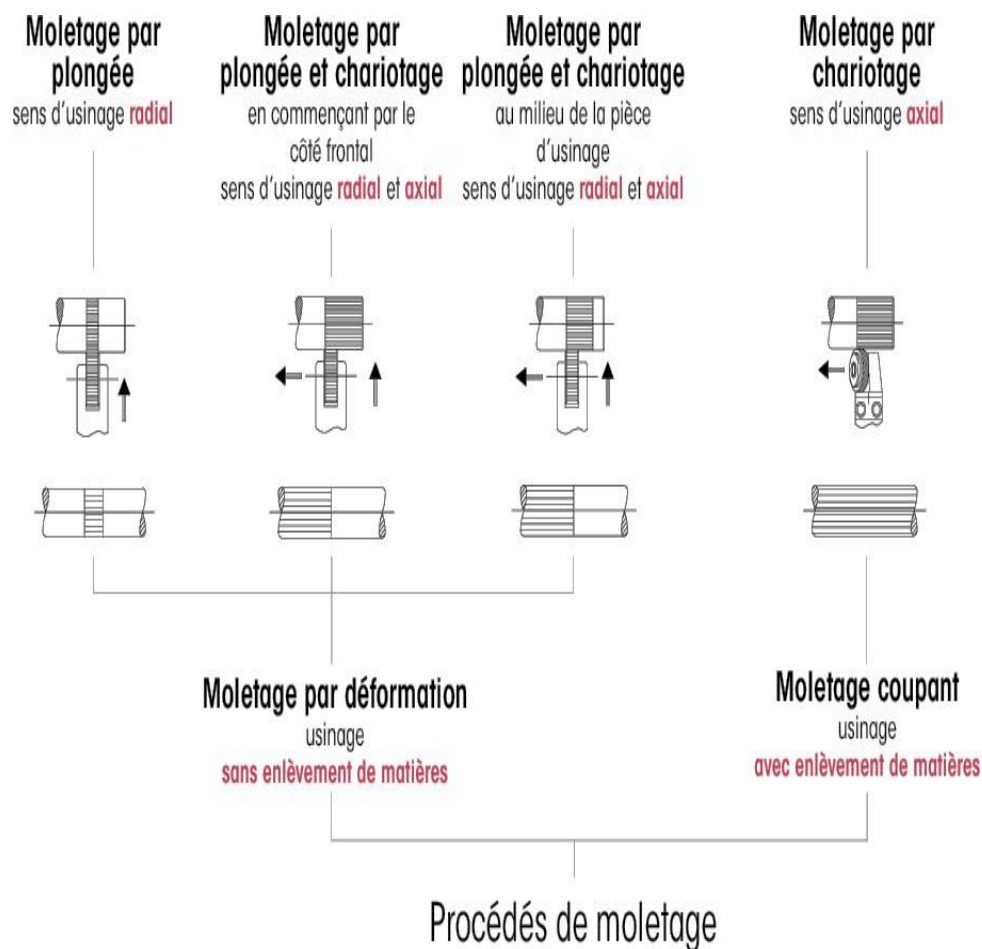 Moletage par
plongée
sens d'usinage radial
Moletage par
plongée et chariotage
en commençant par le
côté frontal
sens d'usinage radial et axial
Moletage par
plongée et chariotage
au milieu de la pièce
d'usinage
sens d'usinage radial et axial
Moletage par
chariotage
sens d'usinage axial
Moletage par déformation
usinage
sans enlèvement de matières
Moletage coupant
usinage
avec enlèvement de matières
Procédés de moletage